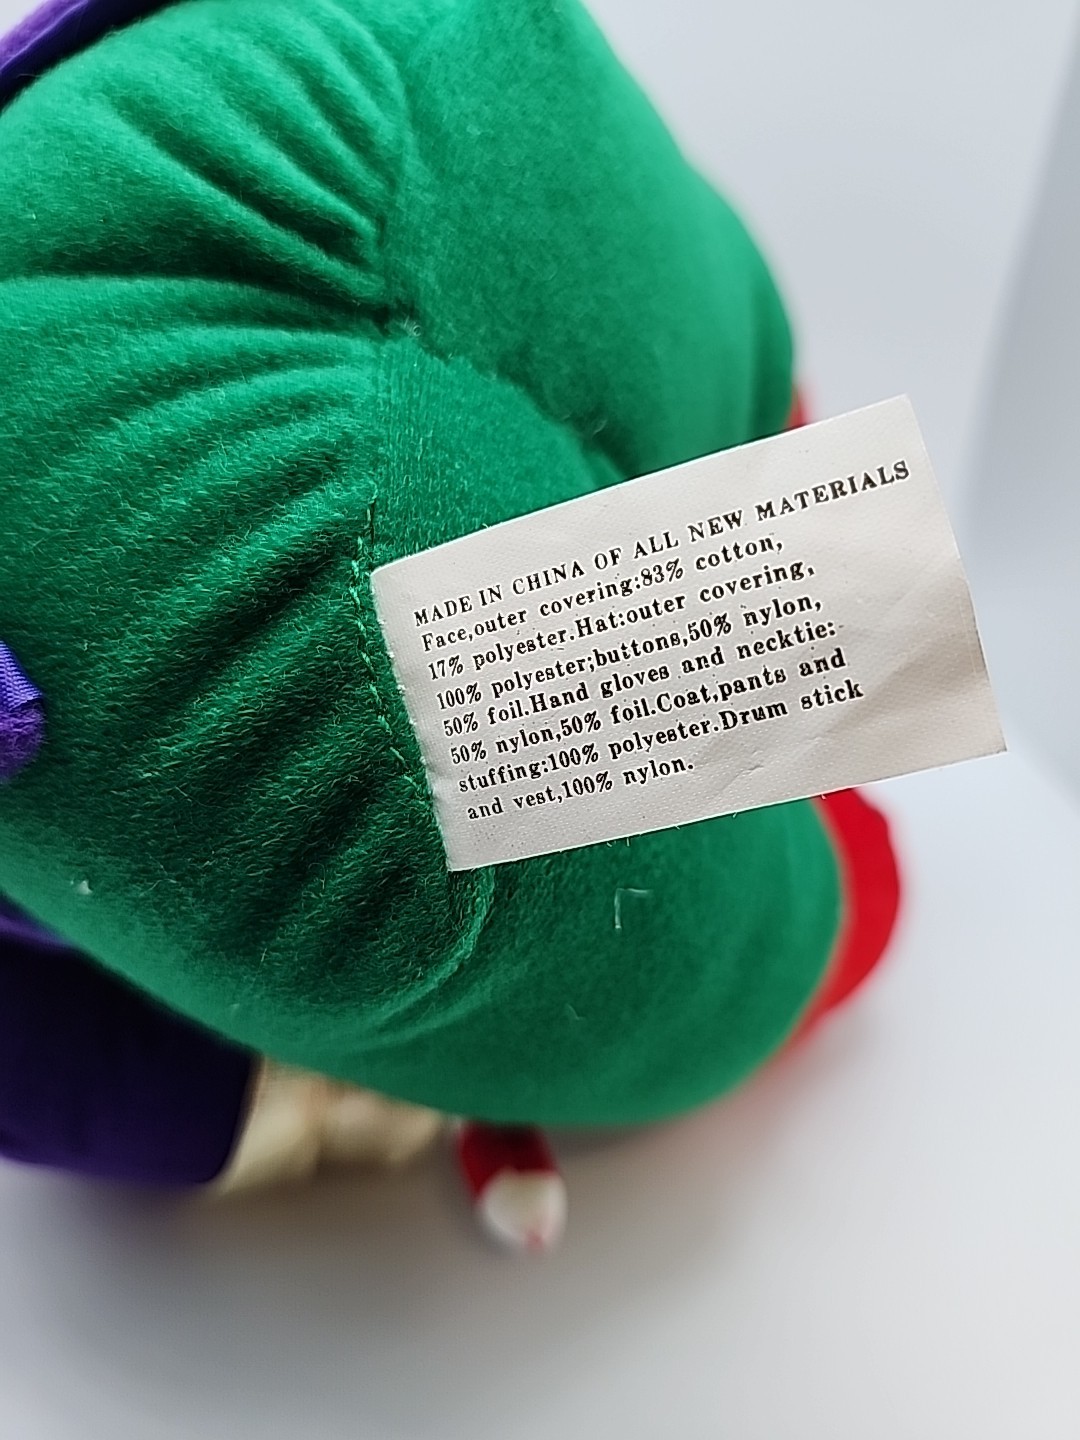 MADE IN CHINA OF ALL NEW MATERIALS
Face,outer covering:83% cotton,
17% polyester.Hat:outer covering,
100% polyester;buttons,50% nylon,
50% foil.Hand gloves and necktie:
50% nylon,50% foil.Coat,pants and
stuffing:100% polyester.Drum stick
and vest,100% nylon.